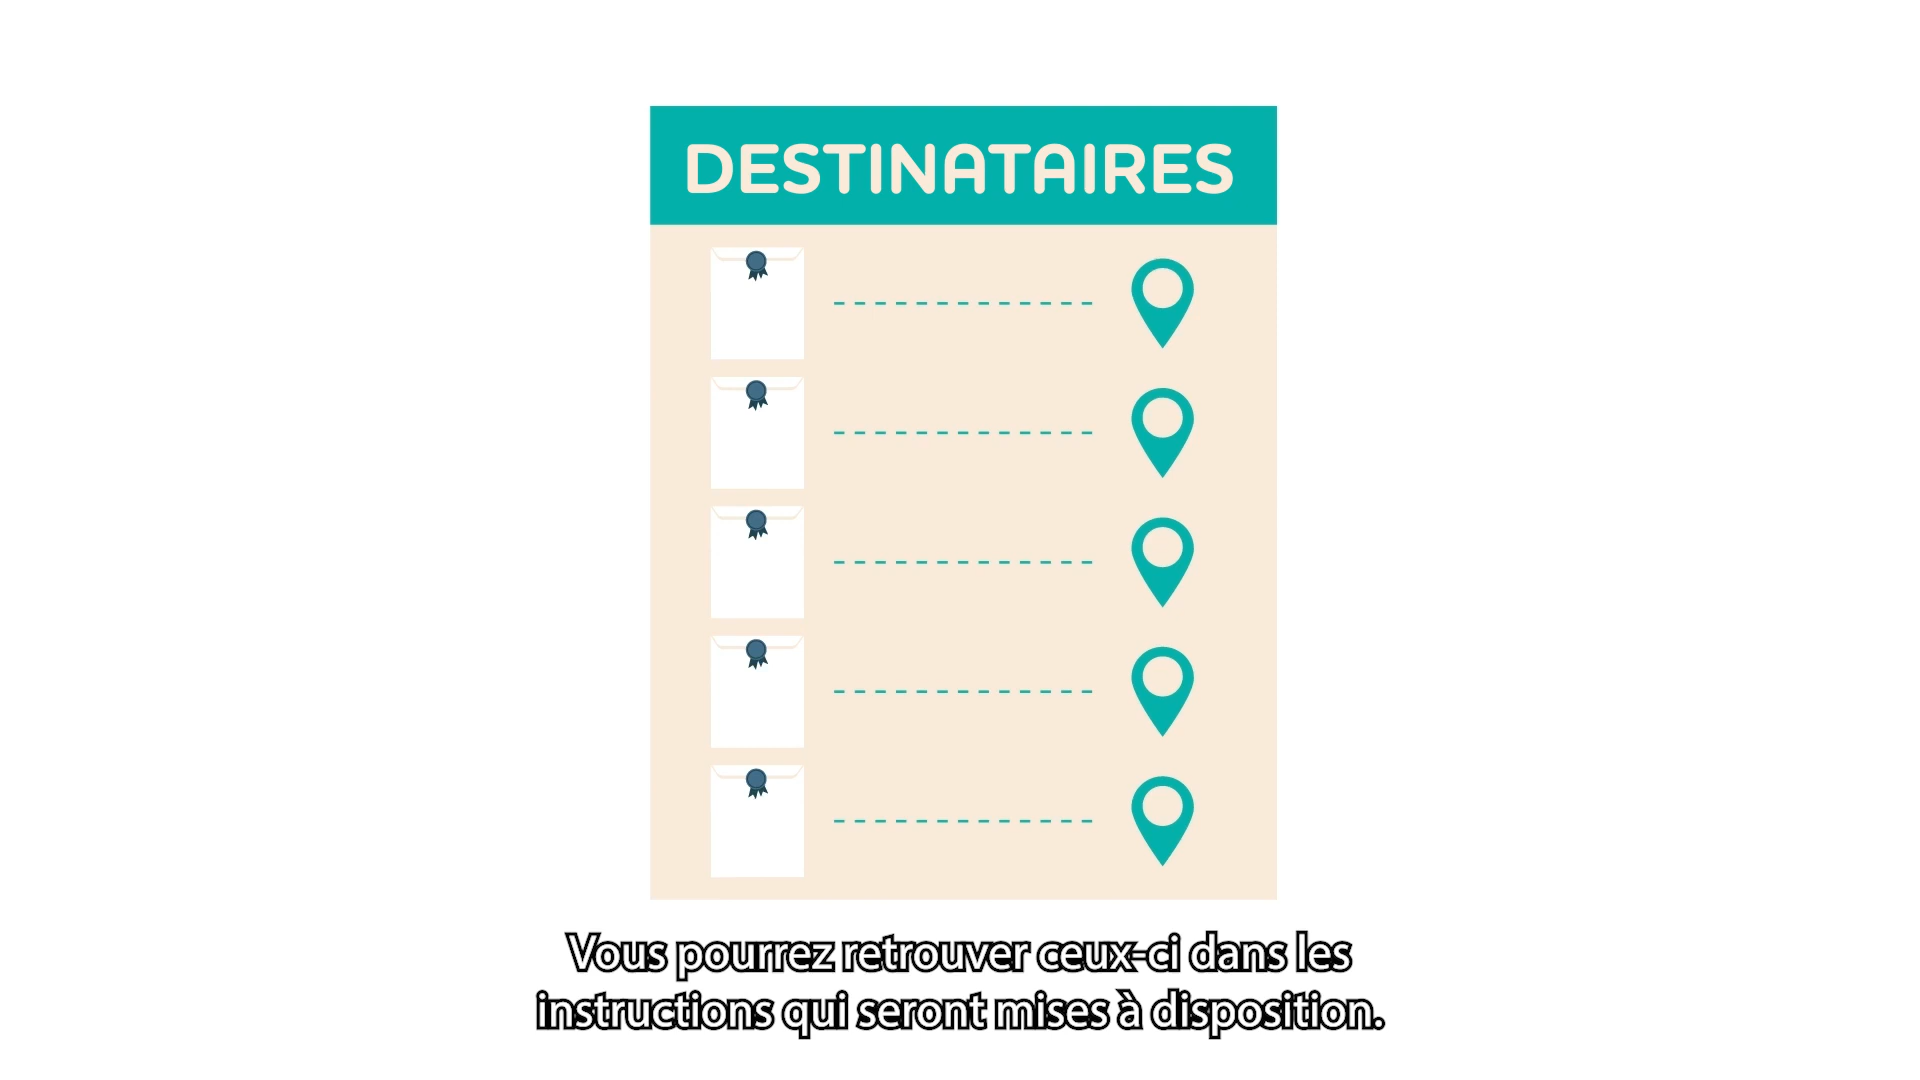 DESTINATAIRES
Vous pourrez retrouver ceux-ci dans les
instructions qui seront mises à disposition.